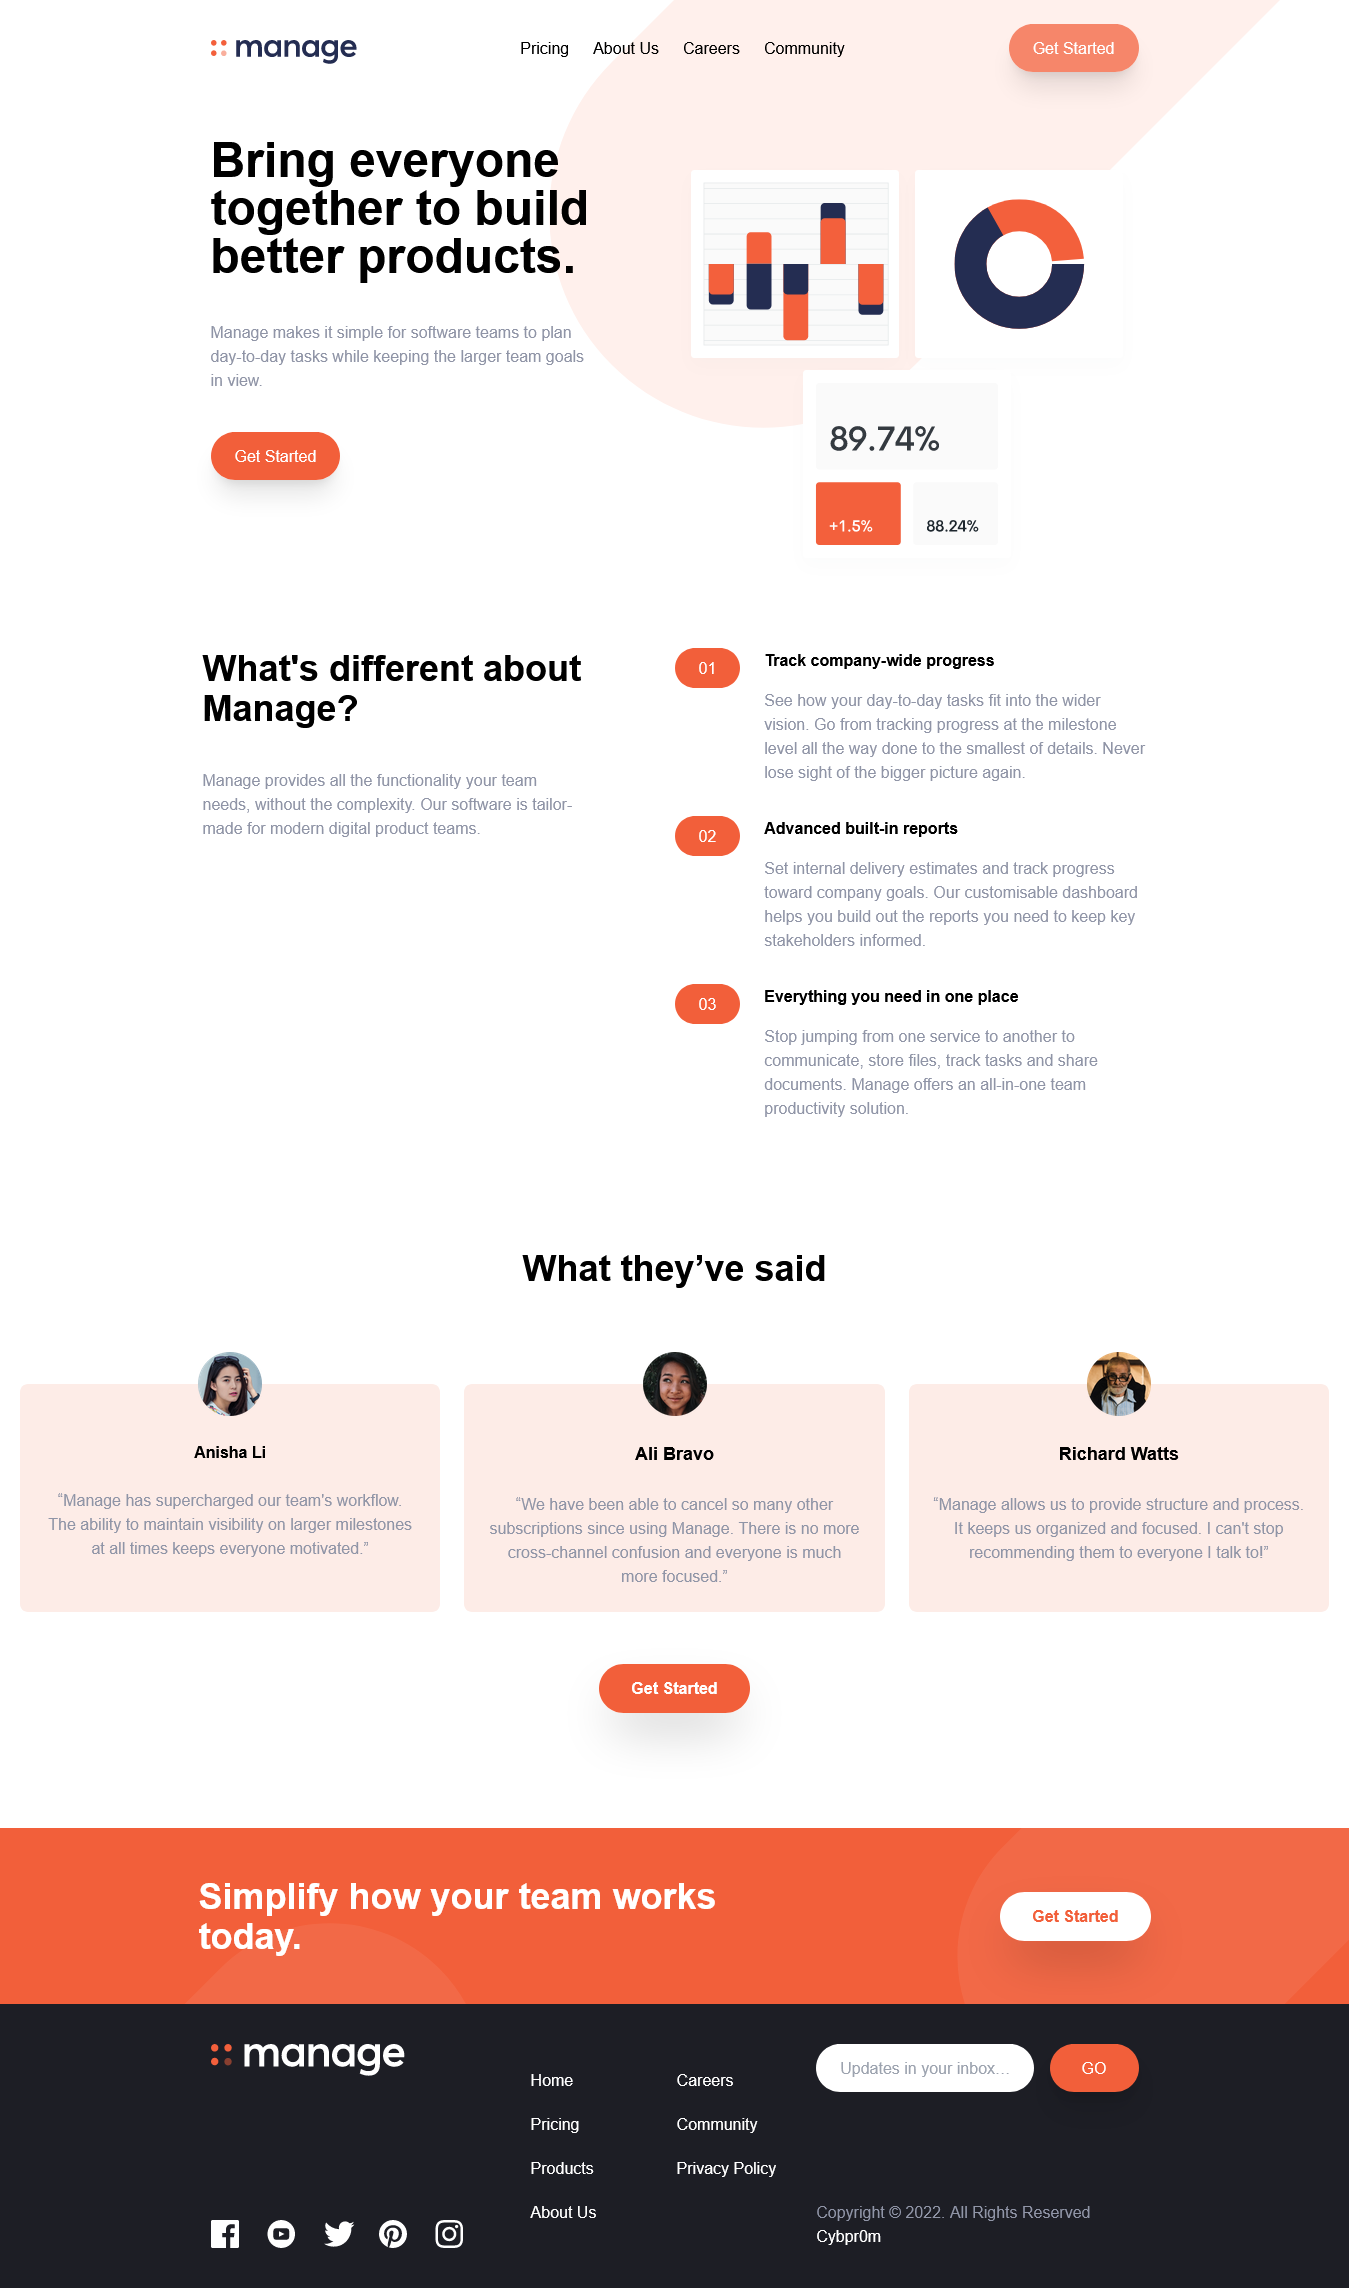 manage
Pricing About Us Careers Community
Get Started
Bring everyone
together to build
better products.
Manage makes it simple for software teams to plan
day-to-day tasks while keeping the larger team goals
in view.
Get Started
89.74%
+1.5%
88.24%
What's different about
Manage?
Manage provides all the functionality your team
needs, without the complexity. Our software is tailor-
made for modern digital product teams.
01
Track company-wide progress
See how your day-to-day tasks fit into the wider
vision. Go from tracking progress at the milestone
level all the way done to the smallest of details. Never
lose sight of the bigger picture again.
02
Advanced built-in reports
Set internal delivery estimates and track progress
toward company goals. Our customisable dashboard
helps you build out the reports you need to keep key
stakeholders informed.
03
Everything you need in one place
Stop jumping from one service to another to
communicate, store files, track tasks and share
documents. Manage offers an all-in-one team
productivity solution.
What they’ve said
Anisha Li
“Manage has supercharged our team's workflow.
The ability to maintain visibility on larger milestones
at all times keeps everyone motivated.”
Ali Bravo
“We have been able to cancel so many other
subscriptions since using Manage. There is no more
cross-channel confusion and everyone is much
more focused.”
Richard Watts
“Manage allows us to provide structure and process.
It keeps us organized and focused. I can't stop
recommending them to everyone I talk to!”
Get Started
Simplify how your team works
today.
Get Started
manage
Home
Pricing
Products
About Us
Careers
Community
Privacy Policy
Updates in your inbox...
GO
Copyright © 2022. All Rights Reserved
Cybpr0m